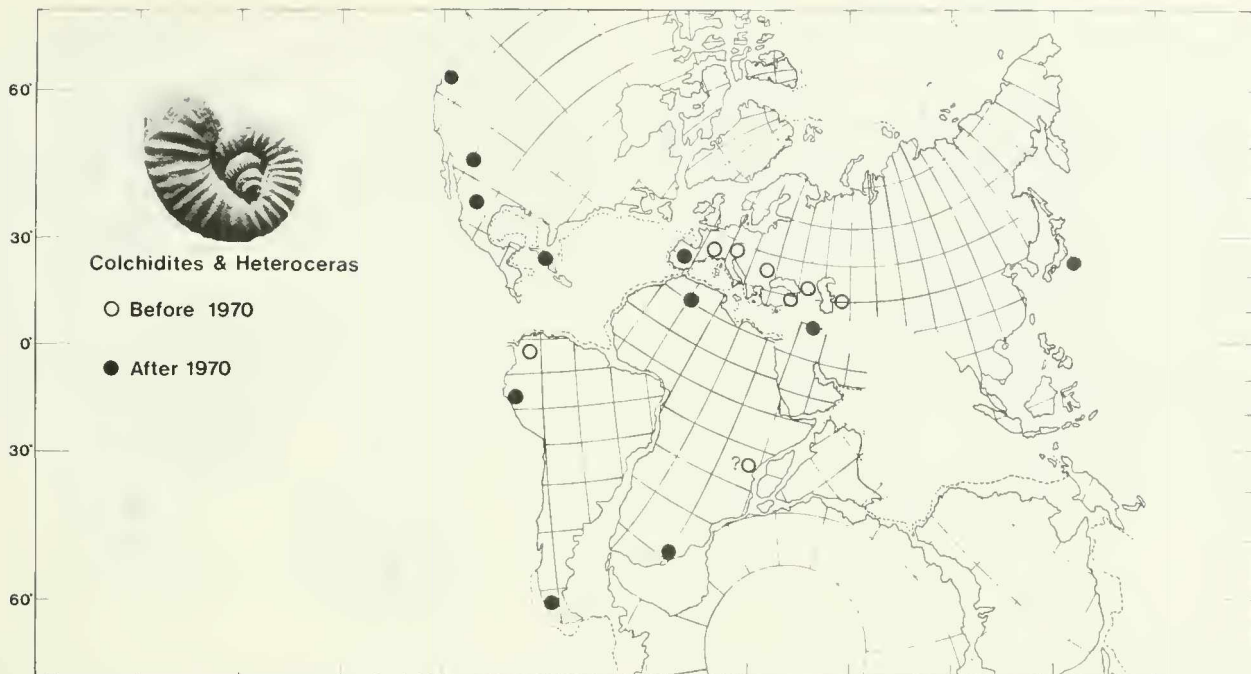 60°
30°
0°
30°
60°
Colchidites & Heteroceras
Before 1970
After 1970
?